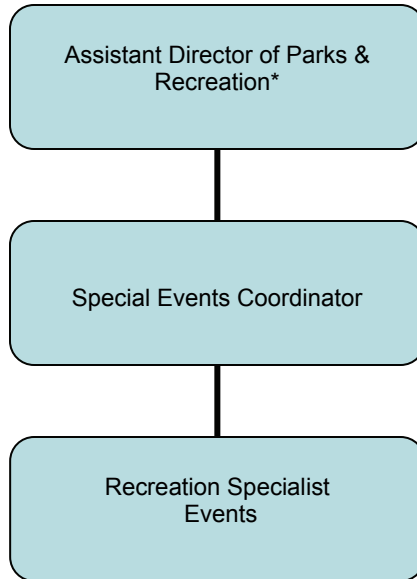 Assistant Director of Parks &
Recreation*
Special Events Coordinator
Recreation Specialist
Events